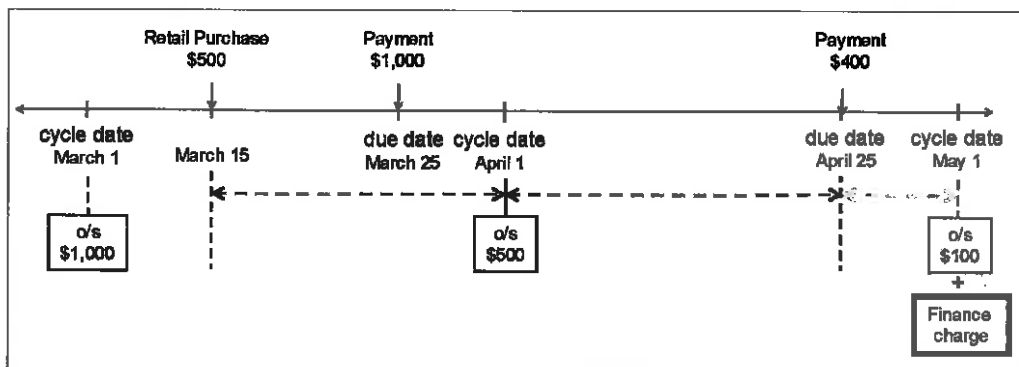 Retail Purchase
$500
Payment
$1,000
Payment
$400
cycle date
March 1
March 15
due date
March 25
cycle date
April 1
due date
April 25
cycle date
May 1
o/s
$1,000
o/s
$500
o/s
$100
+
Finance
charge